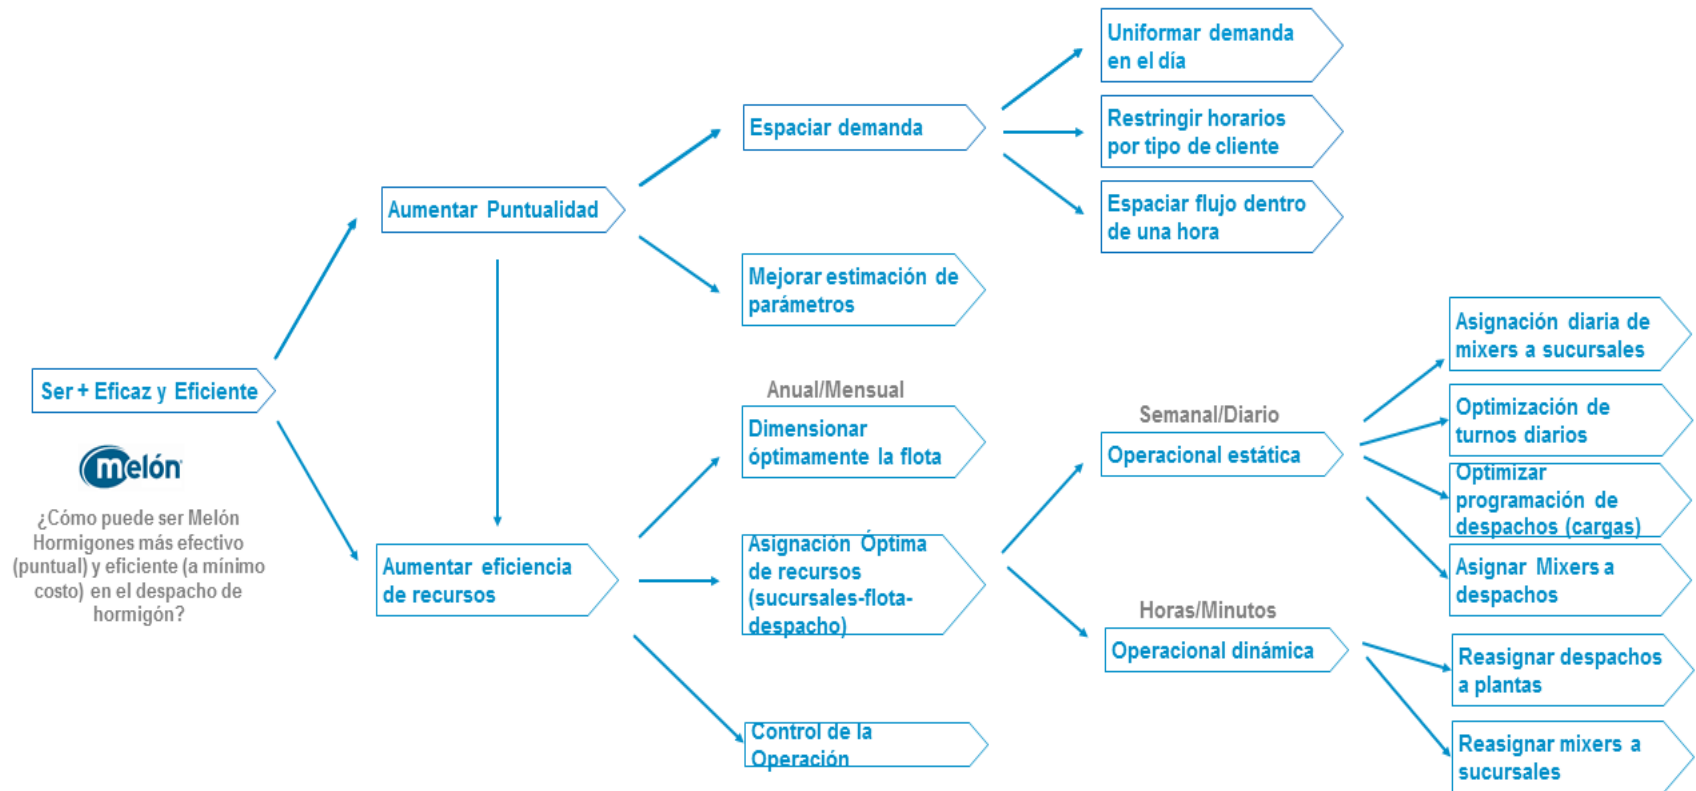 Ser + Eficaz y Eficiente
melón
¿Cómo puede ser Melón
Hormigones más efectivo
(puntual) y eficiente (a mínimo
costo) en el despacho de
hormigón?
Aumentar Puntualidad
Aumentar eficiencia
de recursos
Espaciar demanda
Mejorar estimación de
parámetros
Anual/Mensual
Dimensionar
óptimamente la flota
Asignación Óptima
de recursos
(sucursales-flota-
despacho)
Control de la
Operación
Uniformar demanda
en el día
Restringir horarios
por tipo de cliente
Espaciar flujo dentro
de una hora
Semanal/Diario
Operacional estática
Horas/Minutos
Operacional dinámica
Asignación diaria de
mixers a sucursales
Optimización de
turnos diarios
Optimizar
programación de
despachos (cargas)
Asignar Mixers a
despachos
Reasignar despachos
a plantas
Reasignar mixers a
sucursales